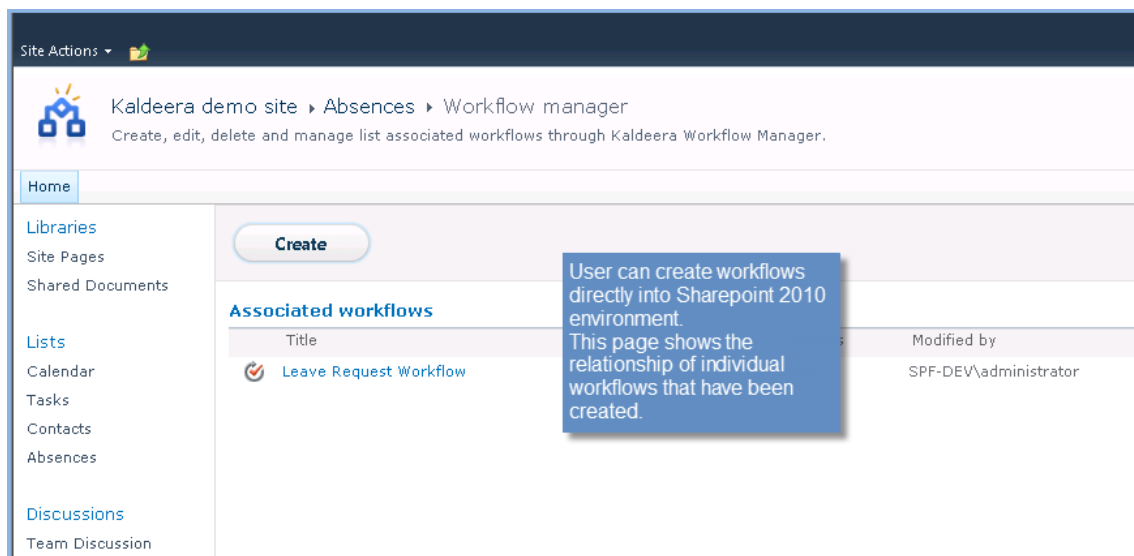 Site Actions
Kaldeera demo site ▸ Absences ▸ Workflow manager
Create, edit, delete and manage list associated workflows through Kaldeera Workflow Manager.
Home
Libraries
Site Pages
Shared Documents
Lists
Calendar
Tasks
Contacts
Absences
Discussions
Team Discussion
Create
Associated workflows
Title
Modified by
Leave Request Workflow
SPF-DEV\administrator
User can create workflows
directly into Sharepoint 2010
environment.
This page shows the
relationship of individual
workflows that have been
created.